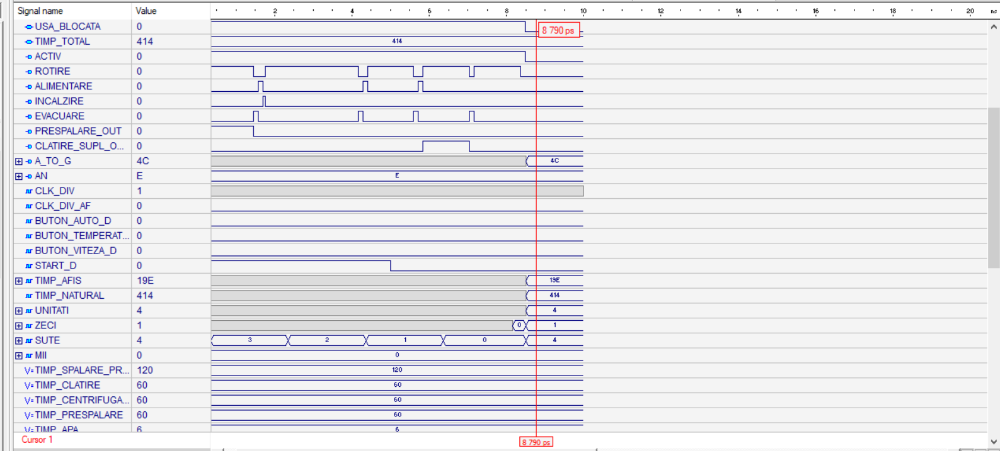 Signal name Value 2 4 6 8 10 12 14 16 18 20 ns
USA_BLOCATA 0 8 790 ps
TIMP_TOTAL 414 414
ACTIV 0
ROTIRE 0
ALIMENTARE 0
INCALZIRE 0
EVACUARE 0
PRESPALARE_OUT 0
CLATIRE_SUPL_O... 0
A_TO_G 4C 4C
AN E E
CLK_DIV 1
CLK_DIV_AF 0
BUTON_AUTO_D 0
BUTON_TEMPERAT... 0
BUTON_VITEZA_D 0
START_D 0
TIMP_AFIS 19E 19E
TIMP_NATURAL 414 414
UNITATI 4 4
ZECI 1 0 1
SUTE 4 3 2 1 0 4
MII 0 0
V= TIMP_SPALARE_PR... 120 120
V= TIMP_CLATIRE 60 60
V= TIMP_CENTRIFUGA... 60 60
V= TIMP_PRESPALARE 60 60
V= TIMP_APA 6 6
Cursor 1 8 790 ps